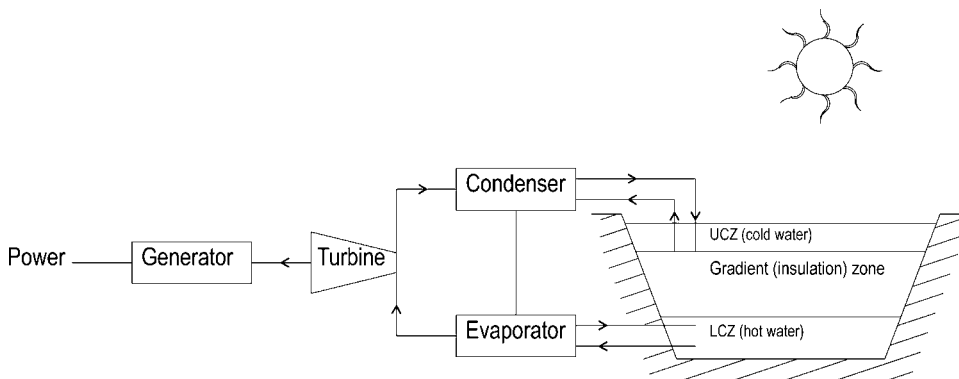 Condenser
UCZ (cold water)
Power
Generator
Turbine
Gradient (insulation) zone
Evaporator
LCZ (hot water)